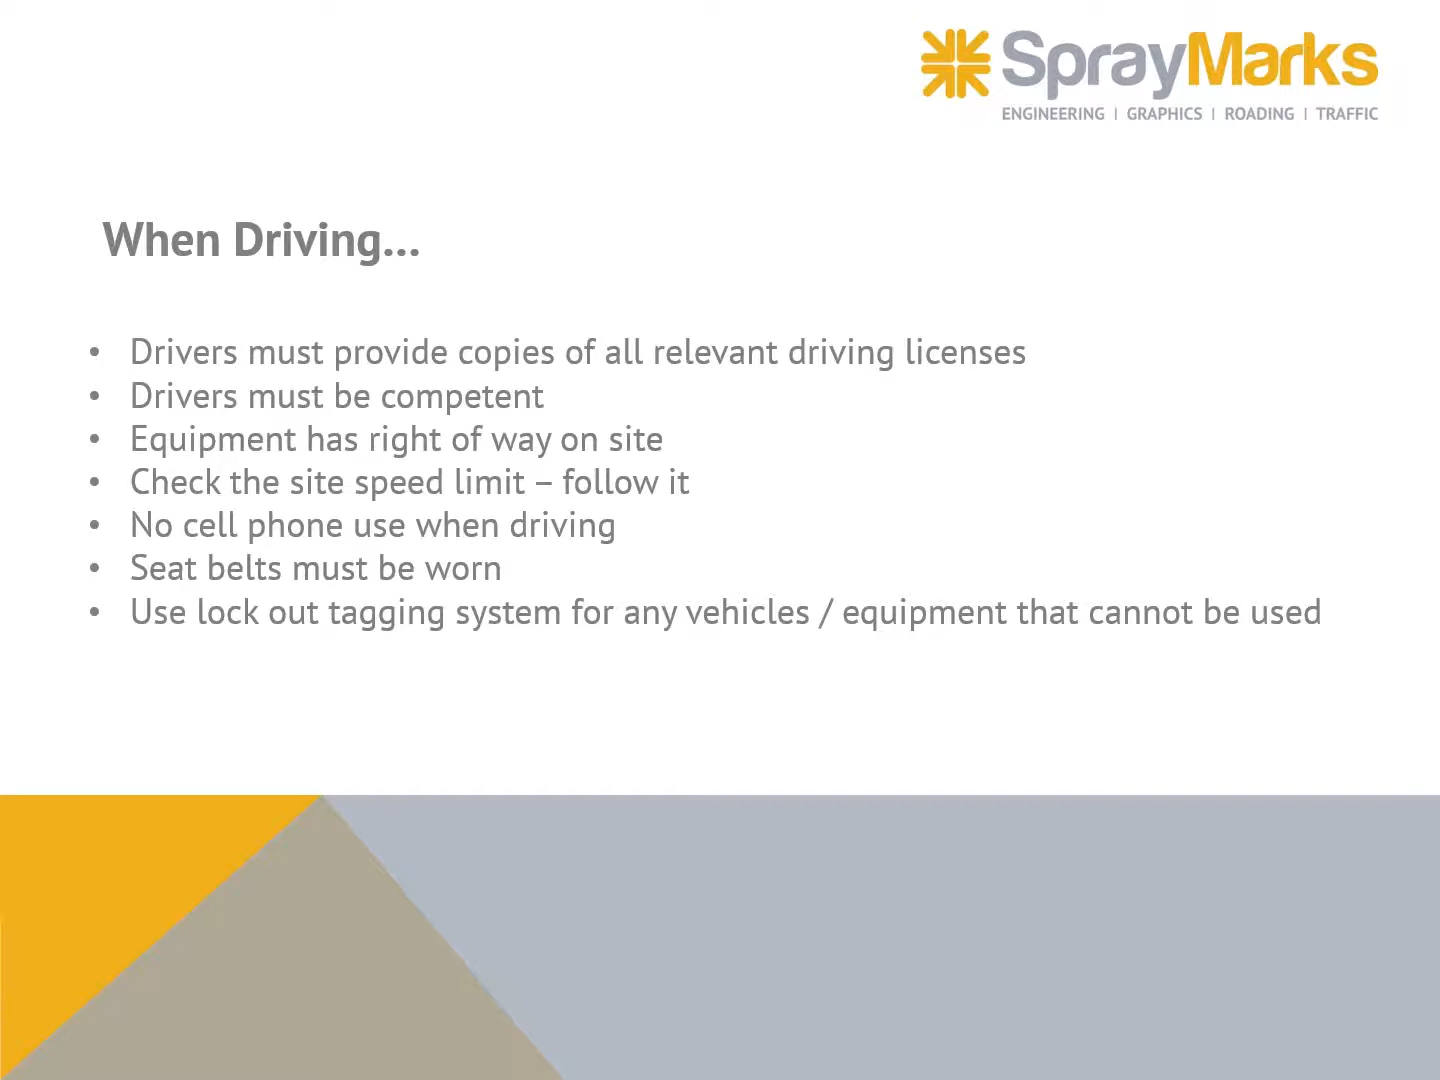 SprayMarks
ENGINEERING | GRAPHICS | ROADING | TRAFFIC
When Driving...
• Drivers must provide copies of all relevant driving licenses
• Drivers must be competent
• Equipment has right of way on site
• Check the site speed limit – follow it
• No cell phone use when driving
• Seat belts must be worn
• Use lock out tagging system for any vehicles / equipment that cannot be used